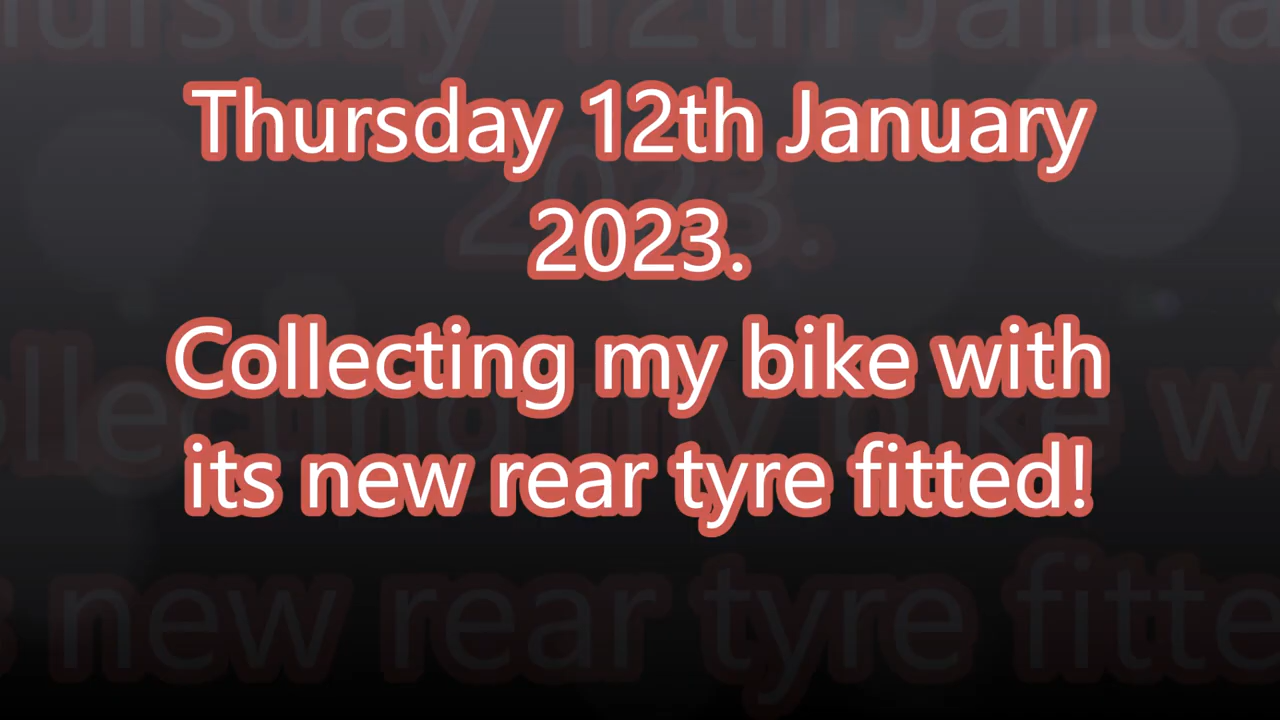 Thursday 12th January
2023.
Collecting my bike with
its new rear tyre fitted!